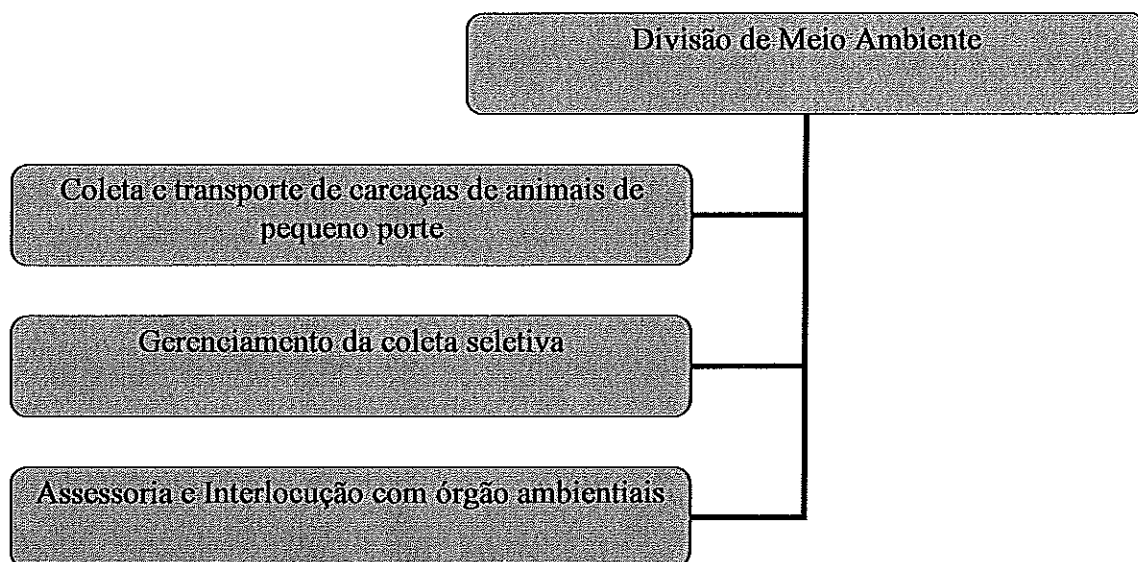 Divisão de Meio Ambiente
Coleta e transporte de carcaças de animais de
pequeno porte
Gerenciamento da coleta seletiva
Assessoria e Interlocução com órgão ambientiais